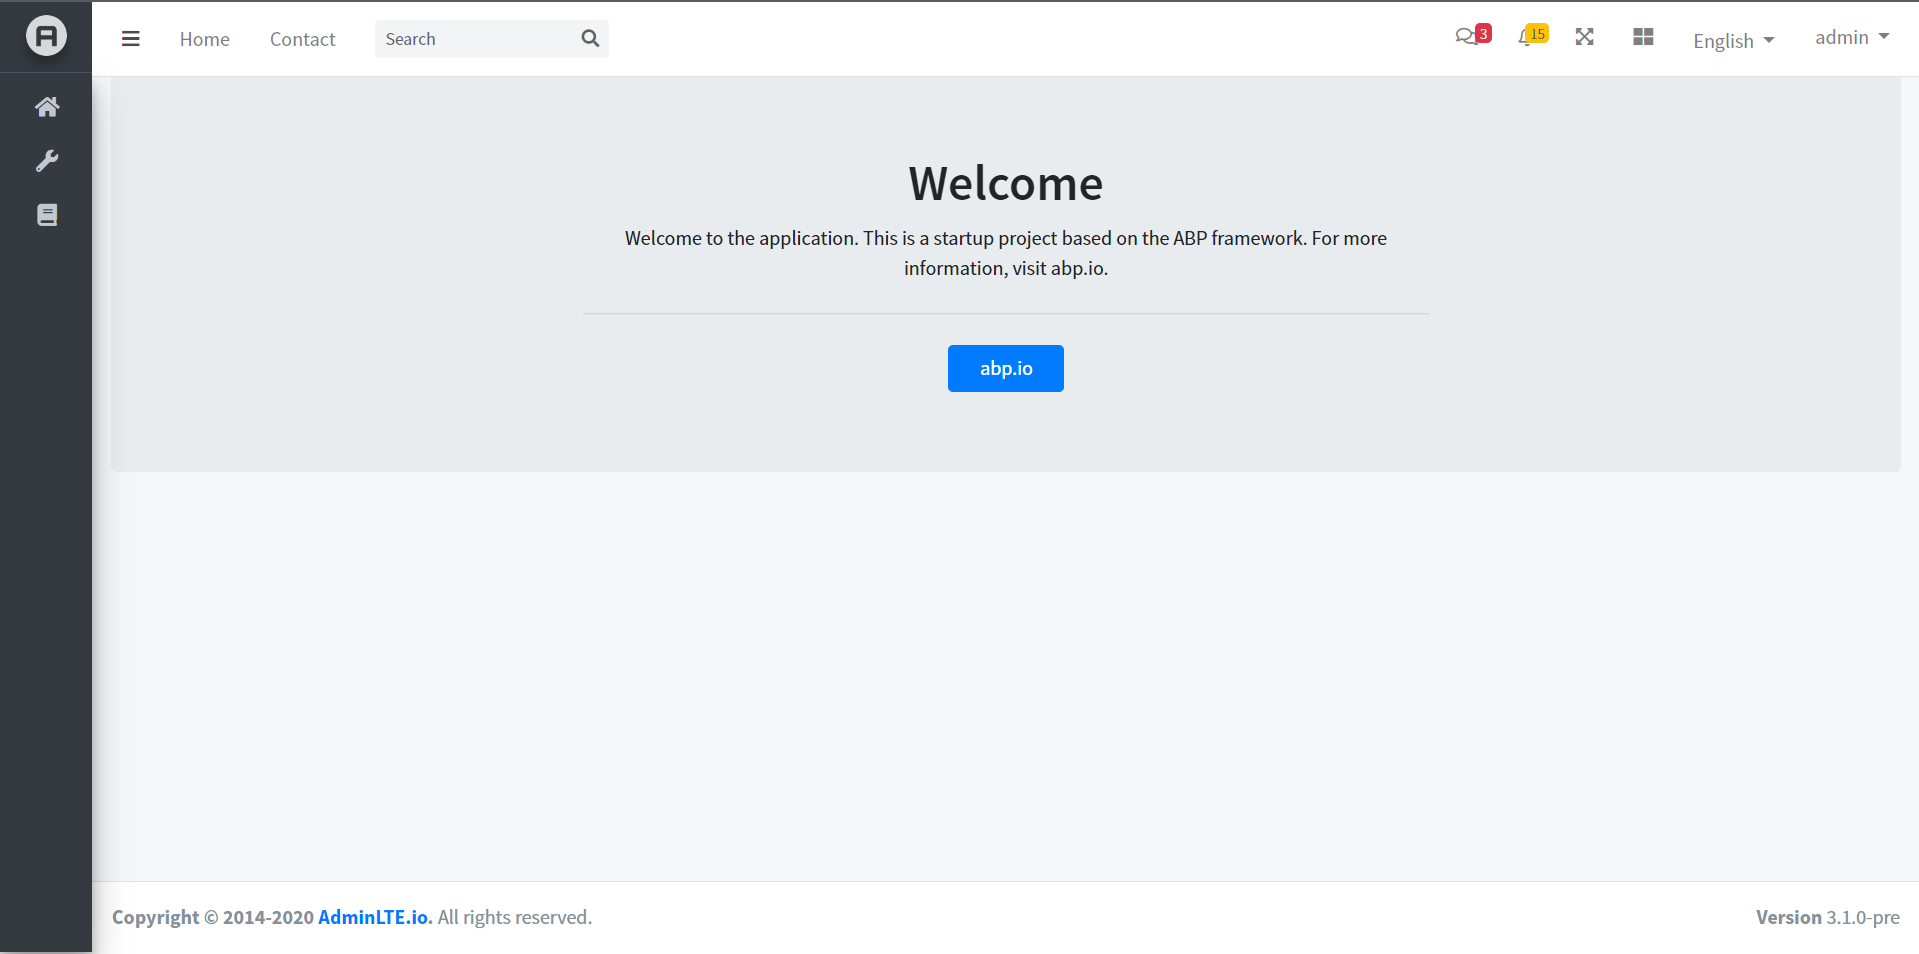 Home Contact Search 3 15 English admin
Welcome
Welcome to the application. This is a startup project based on the ABP framework. For more
information, visit abp.io.
abp.io
Copyright © 2014-2020 AdminLTE.io. All rights reserved. Version 3.1.0-pre